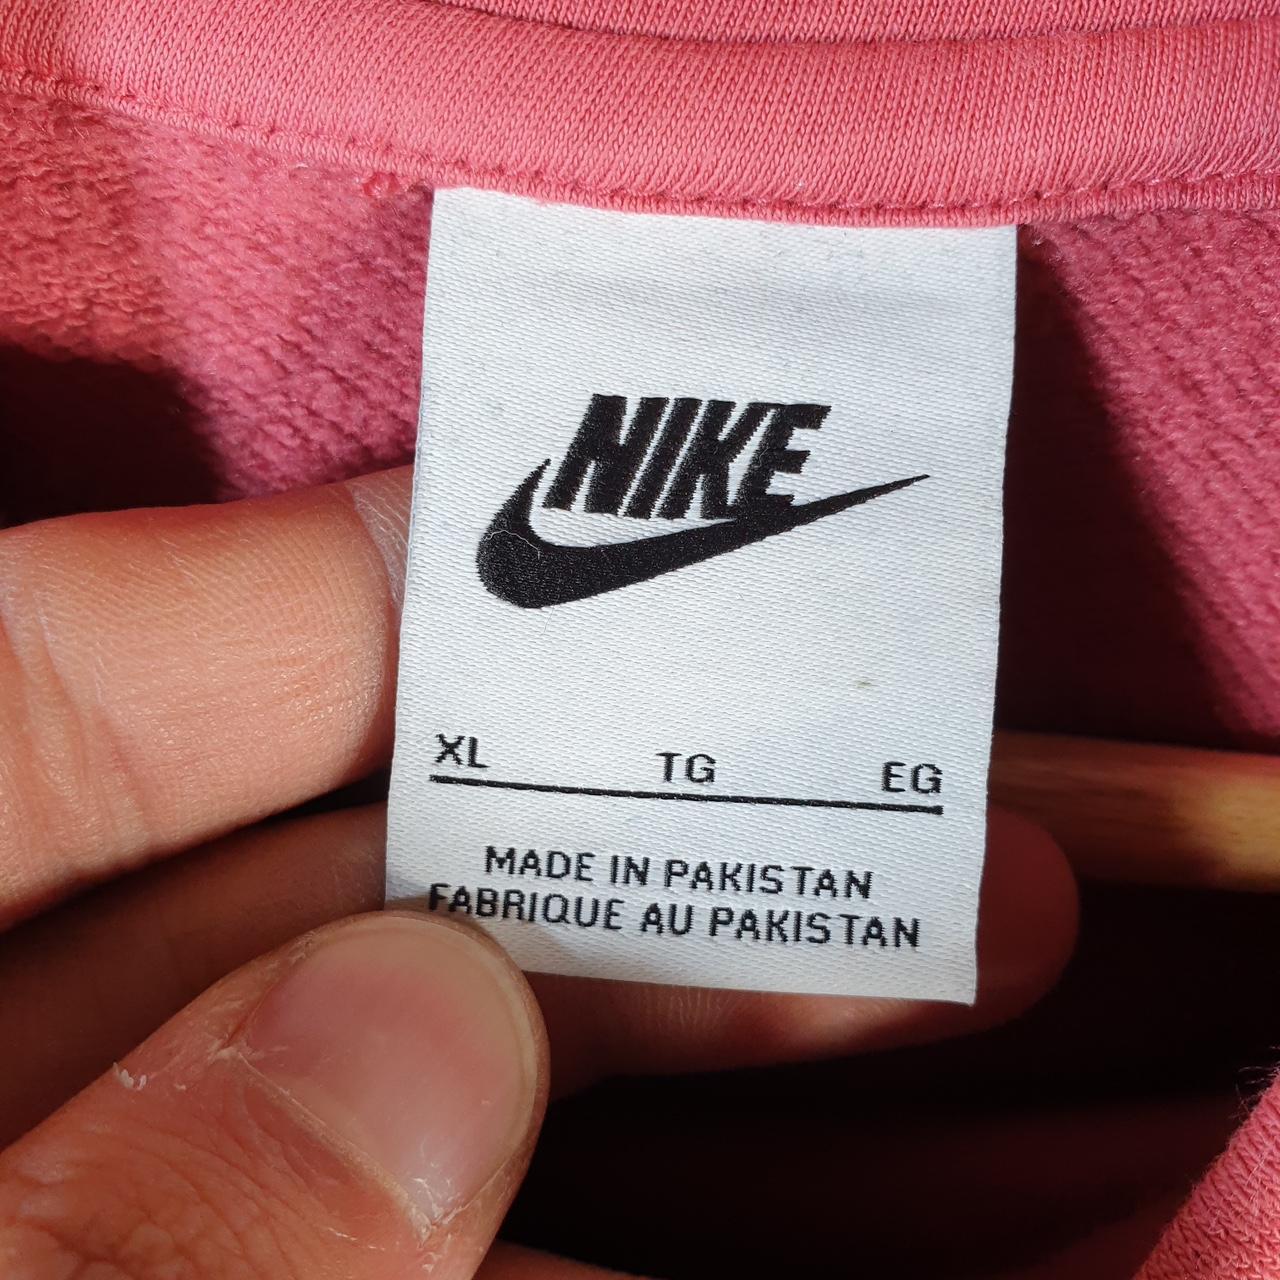 NIKE
XL TG EG
MADE IN PAKISTAN
FABRIQUE AU PAKISTAN